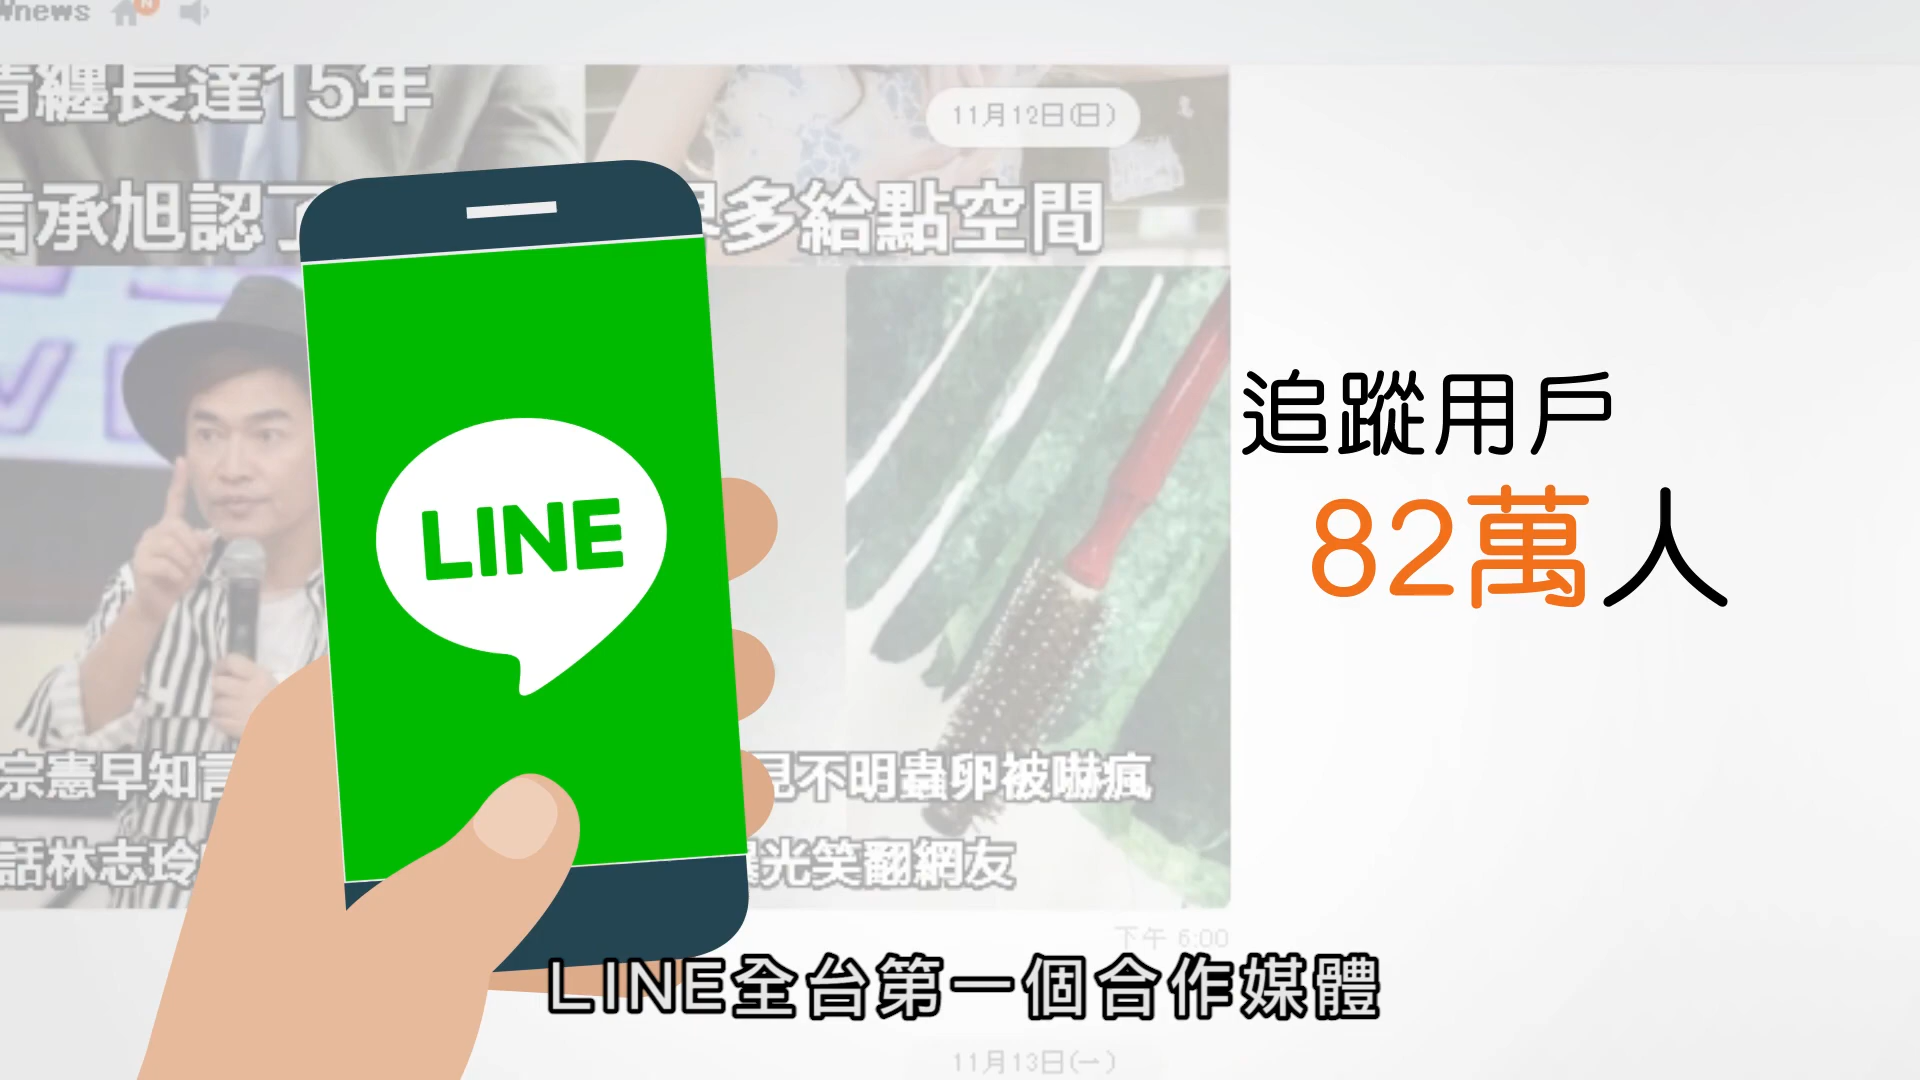 Wnews
N
情纏長達15年
11月12日(日)
言承旭認了
多給點空間
LINE
追蹤用戶
82萬人
宗憲早知言
見不明蟲卵被嚇瘋
話林志玲
曝光笑翻網友
下午 6:00
LINE全台第一個合作媒體
11月13日(一)